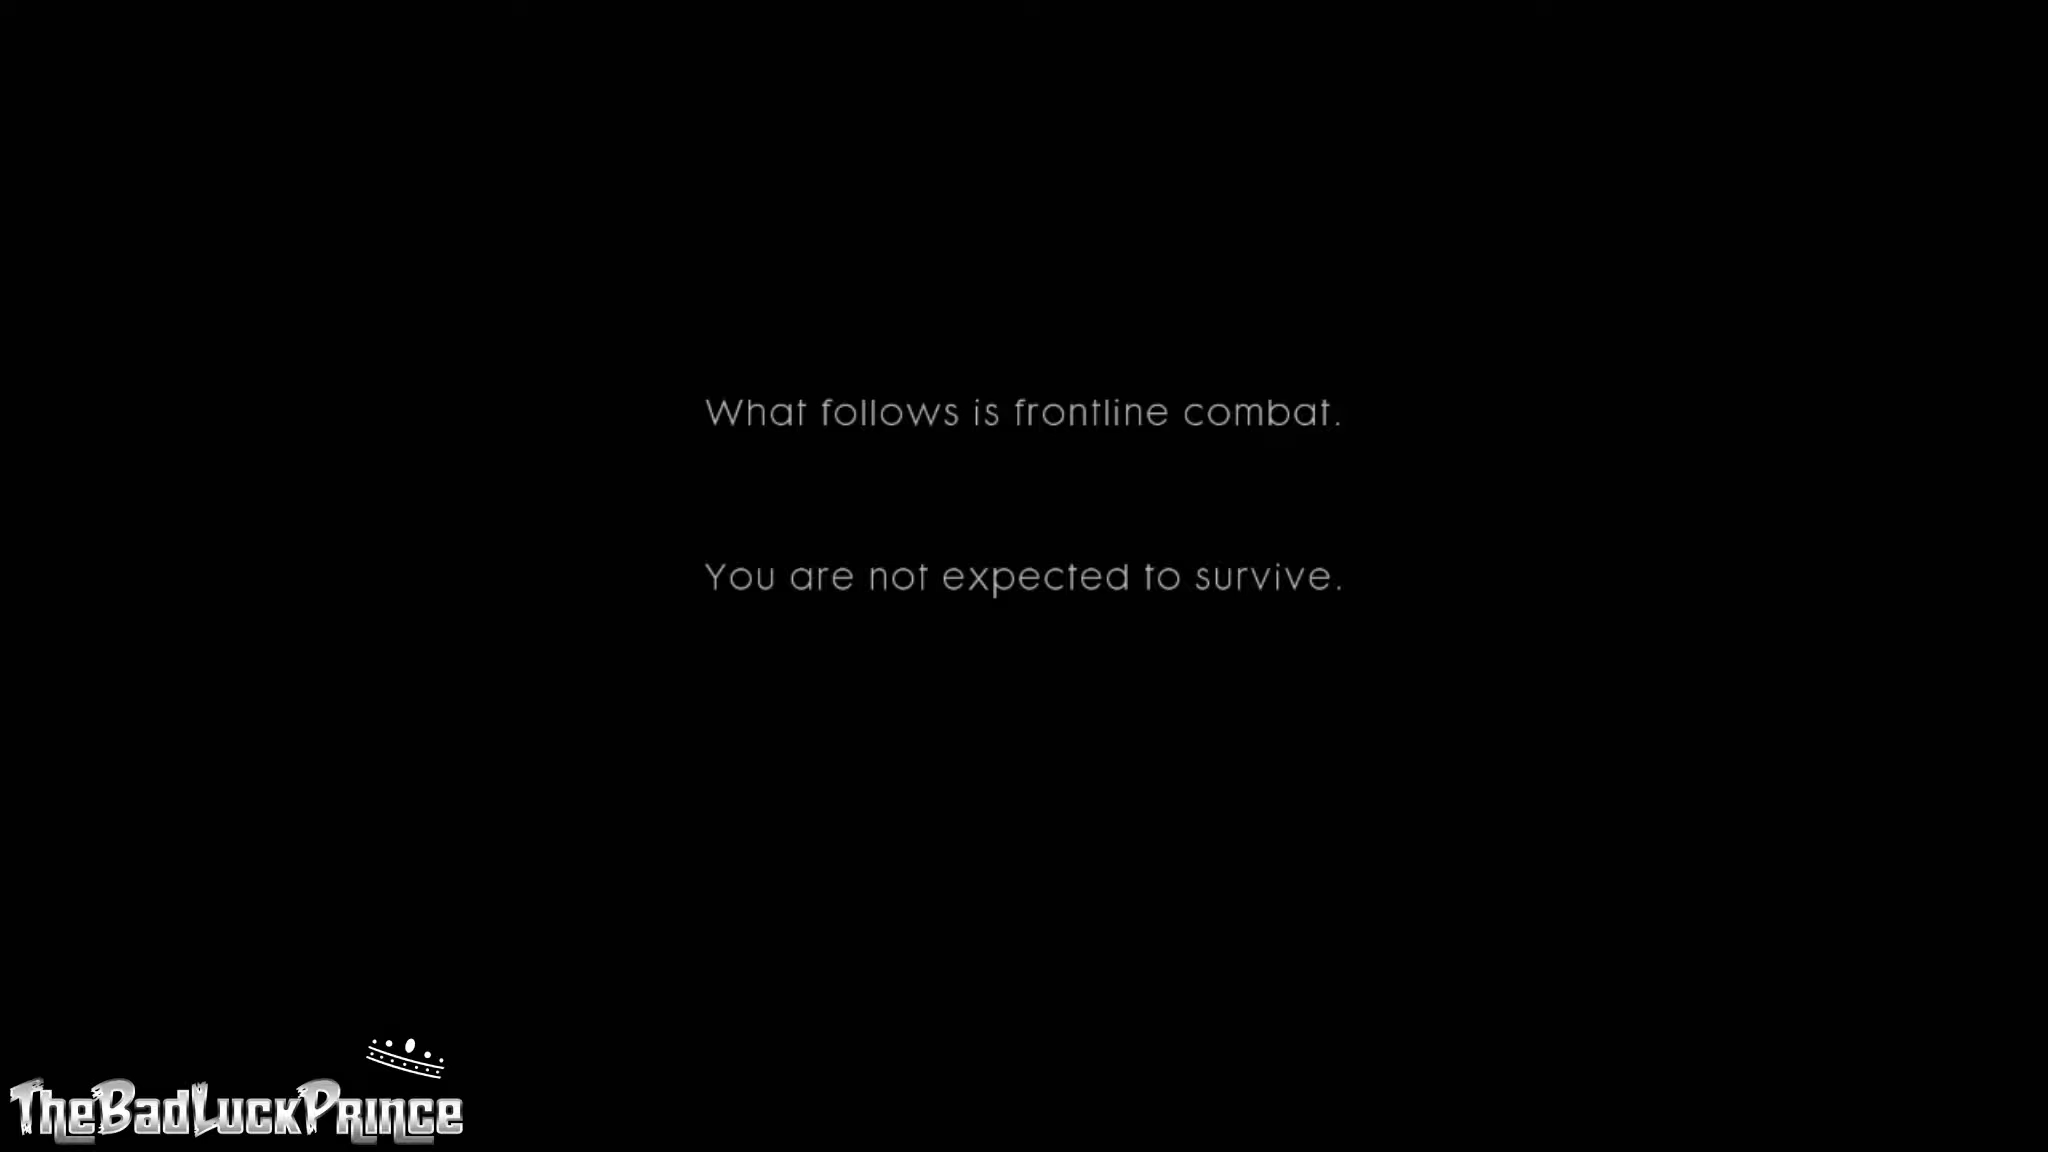 What follows is frontline combat.
You are not expected to survive.
TheBadLuckPrince